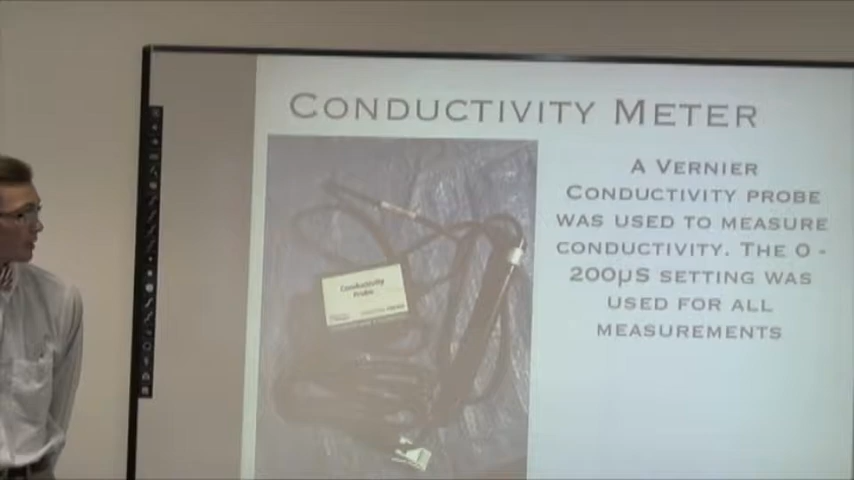 Conductivity Meter
A Vernier
Conductivity probe
was used to measure
conductivity. The 0 -
200µS setting was
used for all
measurements
Conductivity
Probe